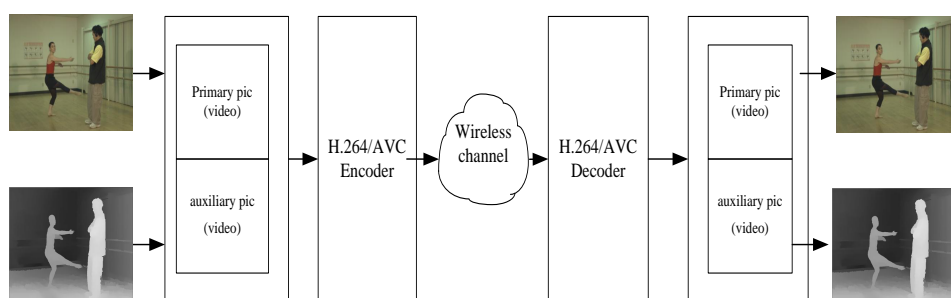 Primary pic
(video)
auxiliary pic
(video)
H.264/AVC
Encoder
Wireless
channel
H.264/AVC
Decoder
Primary pic
(video)
auxiliary pic
(video)